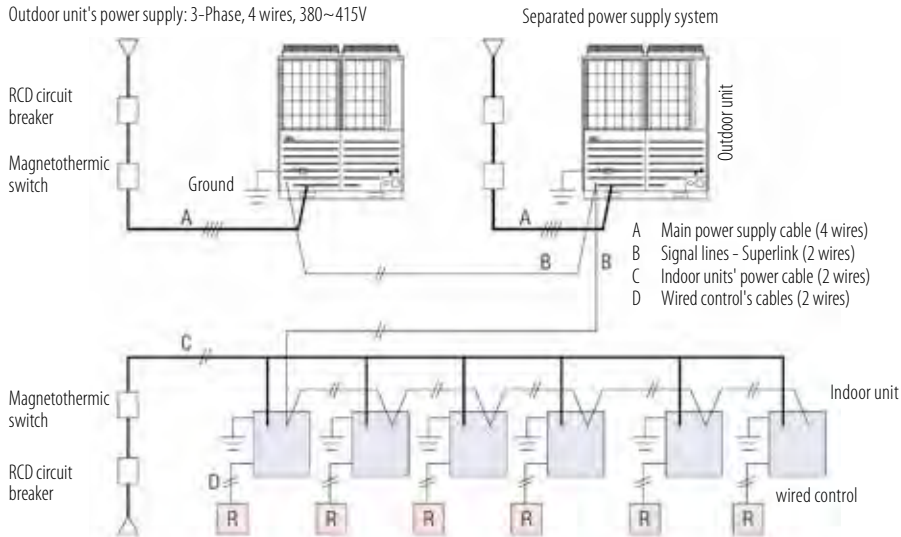 Outdoor unit's power supply: 3-Phase, 4 wires, 380~415V
Separated power supply system
RCD circuit
breaker
Magnetothermic
switch
Ground
Outdoor unit
A
A
B
B
A Main power supply cable (4 wires)
B Signal lines - Superlink (2 wires)
C Indoor units' power cable (2 wires)
D Wired control's cables (2 wires)
C
Magnetothermic
switch
Indoor unit
RCD circuit
breaker
D
wired control
R R R R R R